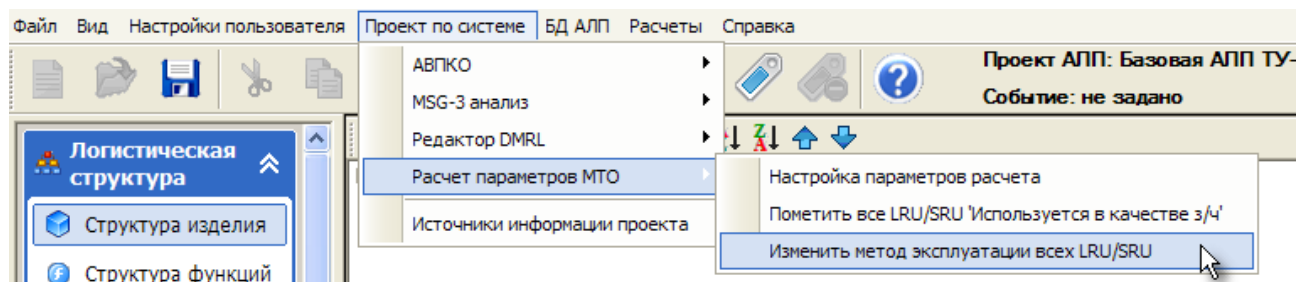 Файл Вид Настройки пользователя Проект по системе БД АЛП Расчеты Справка
АВПКО
MSG-3 анализ
Редактор DMRL
Расчет параметров МТО
Источники информации проекта
Проект АПП: Базовая АПП ТУ-
Событие: не задано
Логистическая
структура
Структура изделия
Структура функций
Настройка параметров расчета
Пометить все LRU/SRU 'Используется в качестве з/ч'
Изменить метод эксплуатации всех LRU/SRU